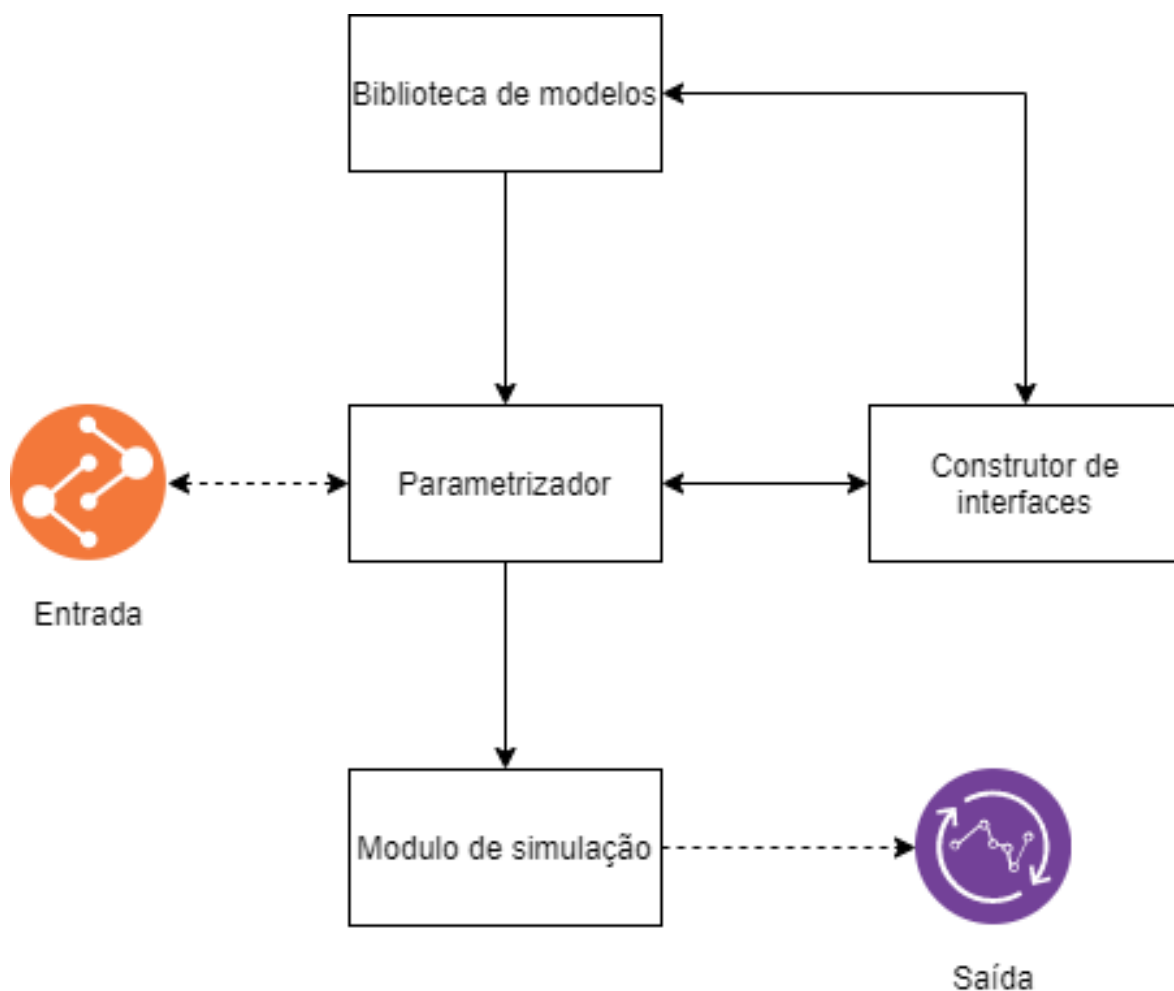 Biblioteca de modelos
Parametrizador
Construtor de
interfaces
Entrada
Modulo de simulação
Saída